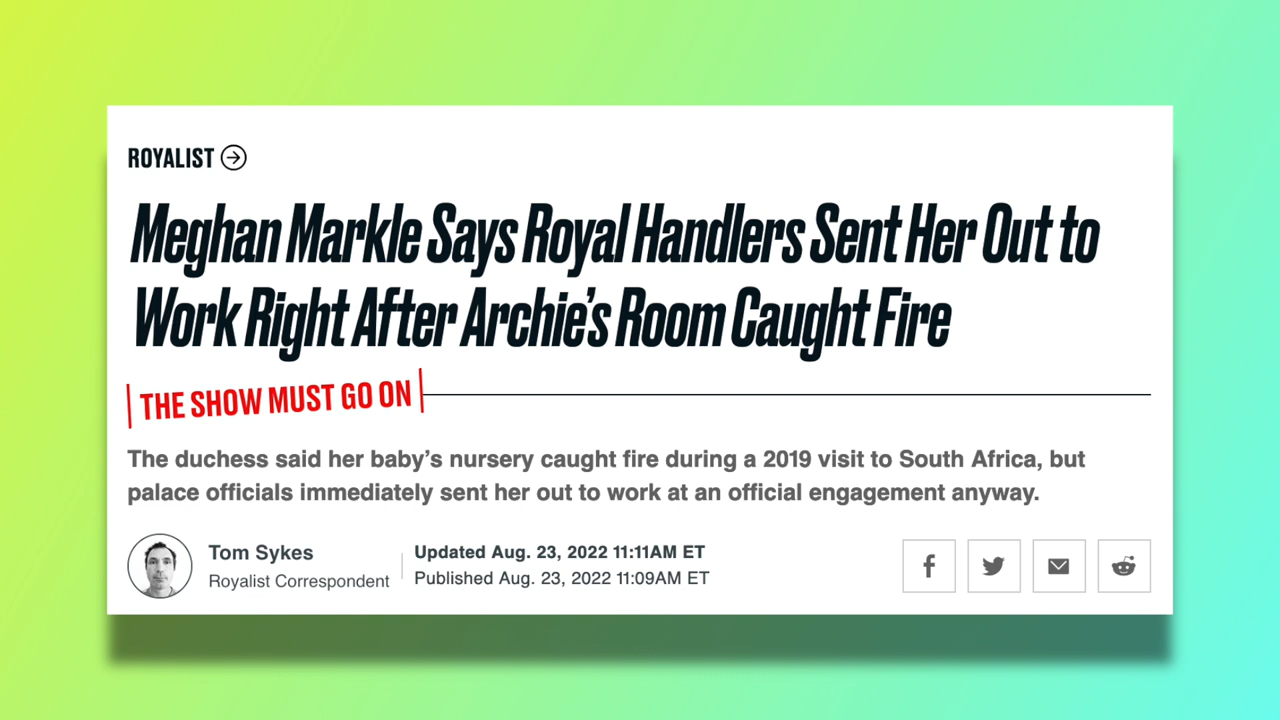 ROYALIST
Meghan Markle Says Royal Handlers Sent Her Out to
Work Right After Archie's Room Caught Fire
THE SHOW MUST GO ON
The duchess said her baby's nursery caught fire during a 2019 visit to South Africa, but
palace officials immediately sent her out to work at an official engagement anyway.
Tom Sykes
Royalist Correspondent
Updated Aug. 23, 2022 11:11AM ET
Published Aug. 23, 2022 11:09AM ET